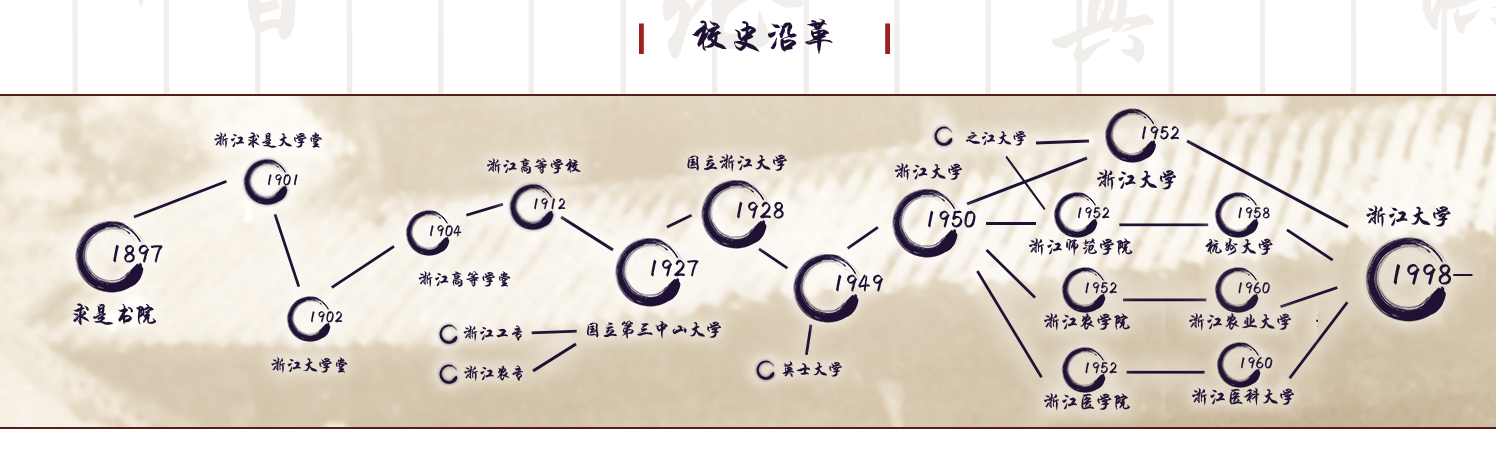 校史沿革
1897
求是书院
浙江求是大学堂
1901
1902
浙江大学堂
1904
浙江高等学堂
浙江高等学校
1912
1927
国立第三中山大学
浙江工专
浙江农专
国立浙江大学
1928
1949
英士大学
浙江大学
1950
之江大学
1952
浙江大学
1952
浙江师范学院
1958
杭州大学
1952
浙江农学院
1960
浙江农业大学
1952
浙江医学院
1960
浙江医科大学
浙江大学
1998—